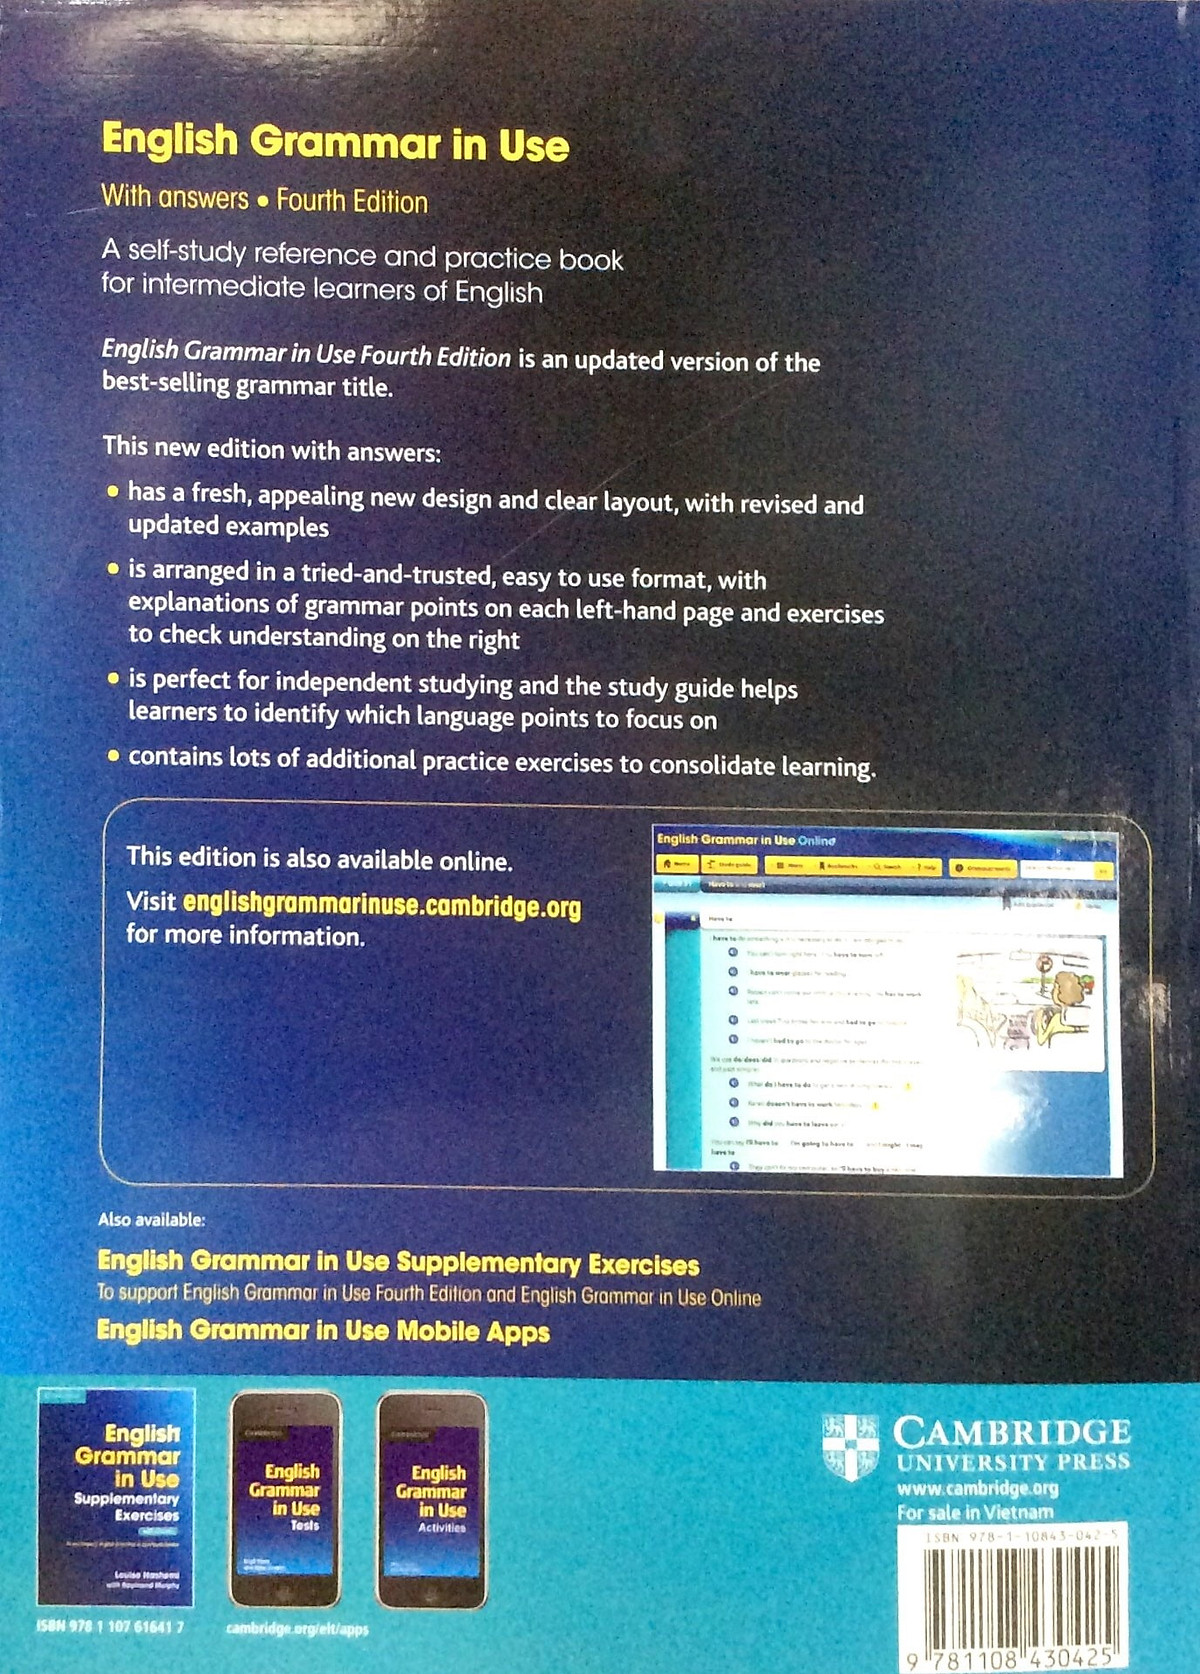 English Grammar in Use
With answers • Fourth Edition
A self-study reference and practice book
for intermediate learners of English
English Grammar in Use Fourth Edition is an updated version of the
best-selling grammar title.
This new edition with answers:
• has a fresh, appealing new design and clear layout, with revised and
updated examples
• is arranged in a tried-and-trusted, easy to use format, with
explanations of grammar points on each left-hand page and exercises
to check understanding on the right
• is perfect for independent studying and the study guide helps
learners to identify which language points to focus on
• contains lots of additional practice exercises to consolidate learning.
This edition is also available online.
Visit englishgrammarinuse.cambridge.org
for more information.
English Grammar in Use Online
Have to
Also available:
English Grammar in Use Supplementary Exercises
To support English Grammar in Use Fourth Edition and English Grammar in Use Online
English Grammar in Use Mobile Apps
English
Grammar
in Use
Supplementary
Exercises
Louise Hashemi
with Raymond Murphy
ISBN 978 1 107 61641 7
English
Grammar
in Use
Tests
English
Grammar
in Use
Activities
cambridge.org/elt/apps
CAMBRIDGE
UNIVERSITY PRESS
www.cambridge.org
For sale in Vietnam
ISBN 978-1-10843-042-5
9 781108 430425